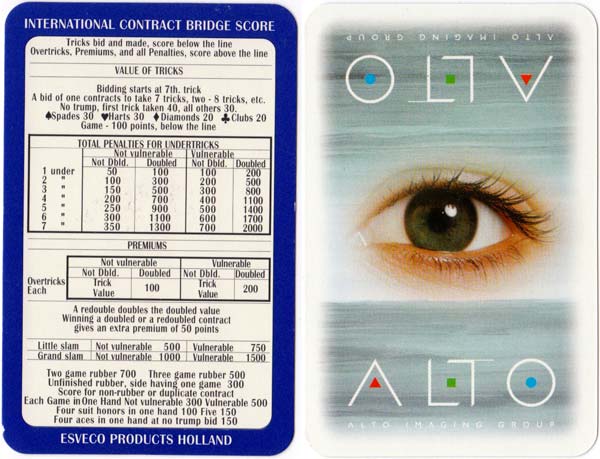 INTERNATIONAL CONTRACT BRIDGE SCORE
Tricks bid and made, score below the line
Overtricks, Premiums, and all Penalties, score above the line
VALUE OF TRICKS
Bidding starts at 7th. trick
A bid of one contracts to take 7 tricks, two - 8 tricks, etc.
No trump, first trick taken 40, all others 30.
♠Spades 30 ♥Harts 30 ♦Diamonds 20 ♣Clubs 20
Game - 100 points, below the line
TOTAL PENALTIES FOR UNDERTRICKS
Not vulnerable Vulnerable
Not Dbld. Doubled Not Dbld. Doubled
1 under 50 100 100 200
2 " 100 300 200 500
3 " 150 500 300 800
4 " 200 700 400 1100
5 " 250 900 500 1400
6 " 300 1100 600 1700
7 " 350 1300 700 2000
PREMIUMS
Not vulnerable Vulnerable
Not Dbld. Doubled Not Dbld. Doubled
Overtricks Each Trick Value 100 Trick Value 200
A redouble doubles the doubled value
Winning a doubled or a redoubled contract
gives an extra premium of 50 points
Little slam Not vulnerable 500 Vulnerable 750
Grand slam Not vulnerable 1000 Vulnerable 1500
Two game rubber 700 Three game rubber 500
Unfinished rubber, side having one game 300
Score for non-rubber or duplicate contract
Each Game in One Hand Not vulnerable 300 Vulnerable 500
Four suit honors in one hand 100 Five 150
Four aces in one hand at no trump bid 150
ESVECO PRODUCTS HOLLAND
ALTO IMAGING GROUP
ALTO
ALTO
ALTO IMAGING GROUP